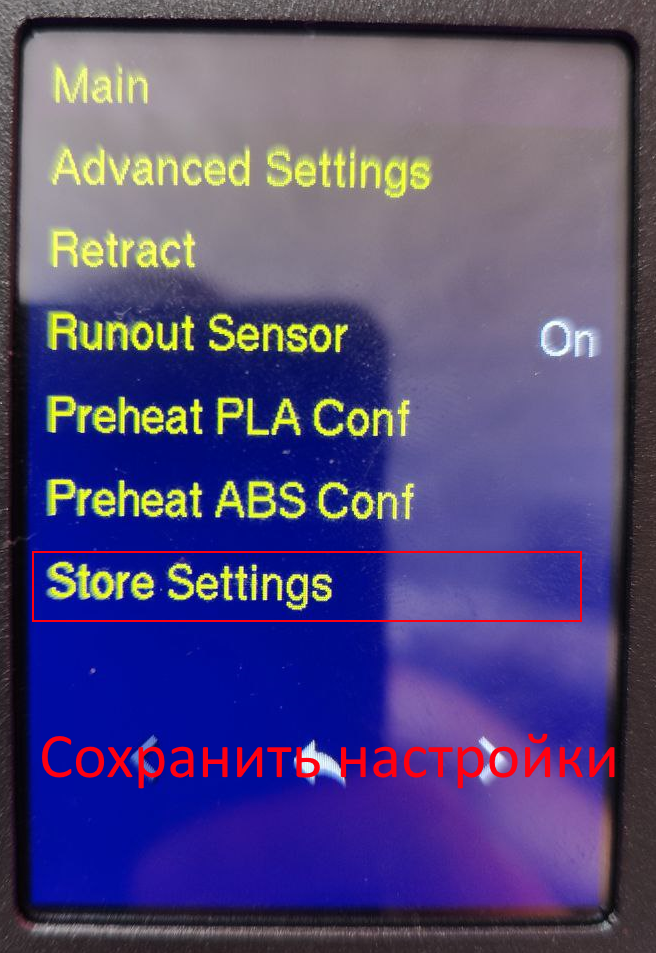 Main
Advanced Settings
Retract
Runout Sensor On
Preheat PLA Conf
Preheat ABS Conf
Store Settings
Сохранить настройки